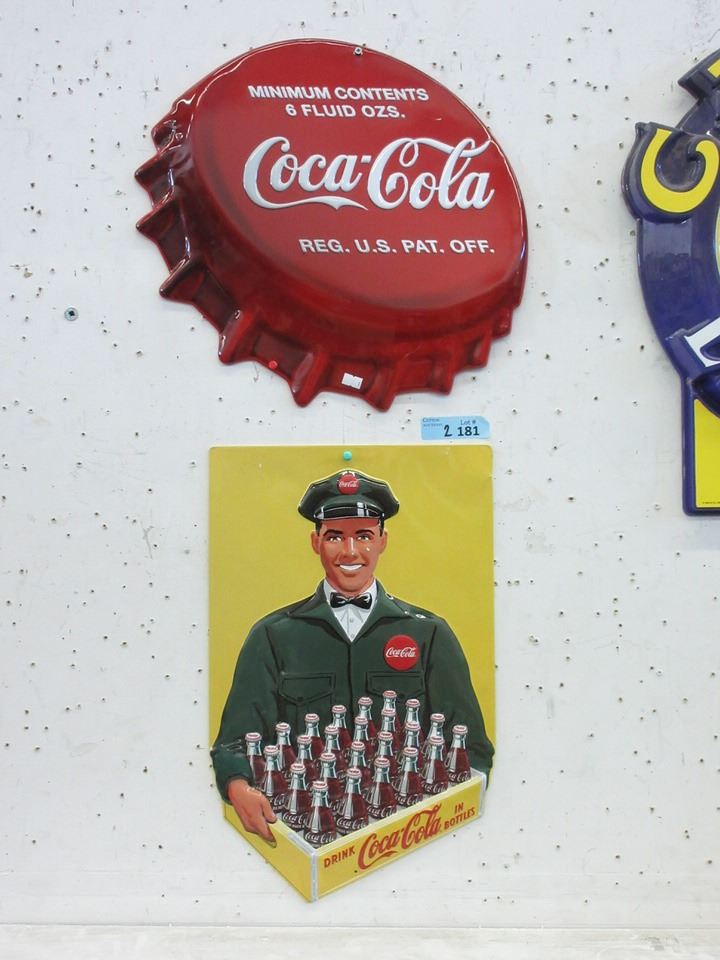 MINIMUM CONTENTS
6 FLUID OZS.
Coca-Cola
REG. U.S. PAT. OFF.
Lot #
2 181
Coca-Cola
Coca-Cola
DRINK Coca-Cola IN BOTTLES